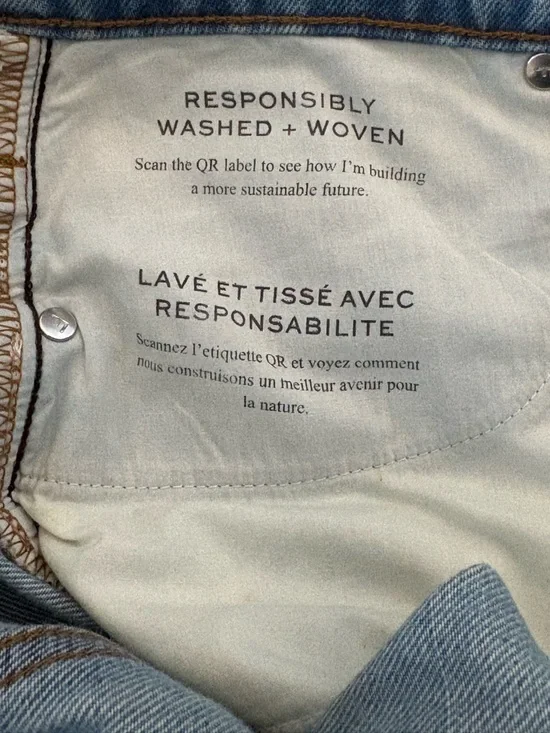 RESPONSIBLY
WASHED + WOVEN
Scan the QR label to see how I'm building
a more sustainable future.
LAVÉ ET TISSÉ AVEC
RESPONSABILITE
Scannez l'etiquette QR et voyez comment
nous construisons un meilleur avenir pour
la nature.